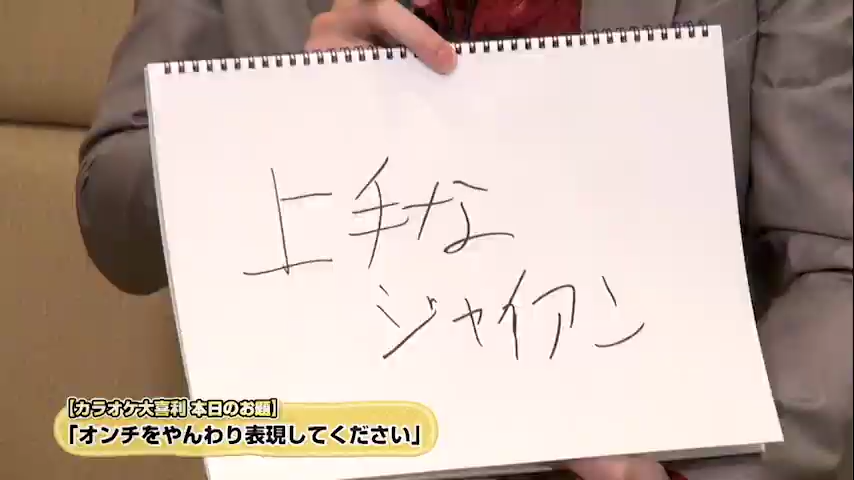 上手な
ジャイアン
[カラオケ大喜利 本日のお題]
「オンチをやんわり表現してください」